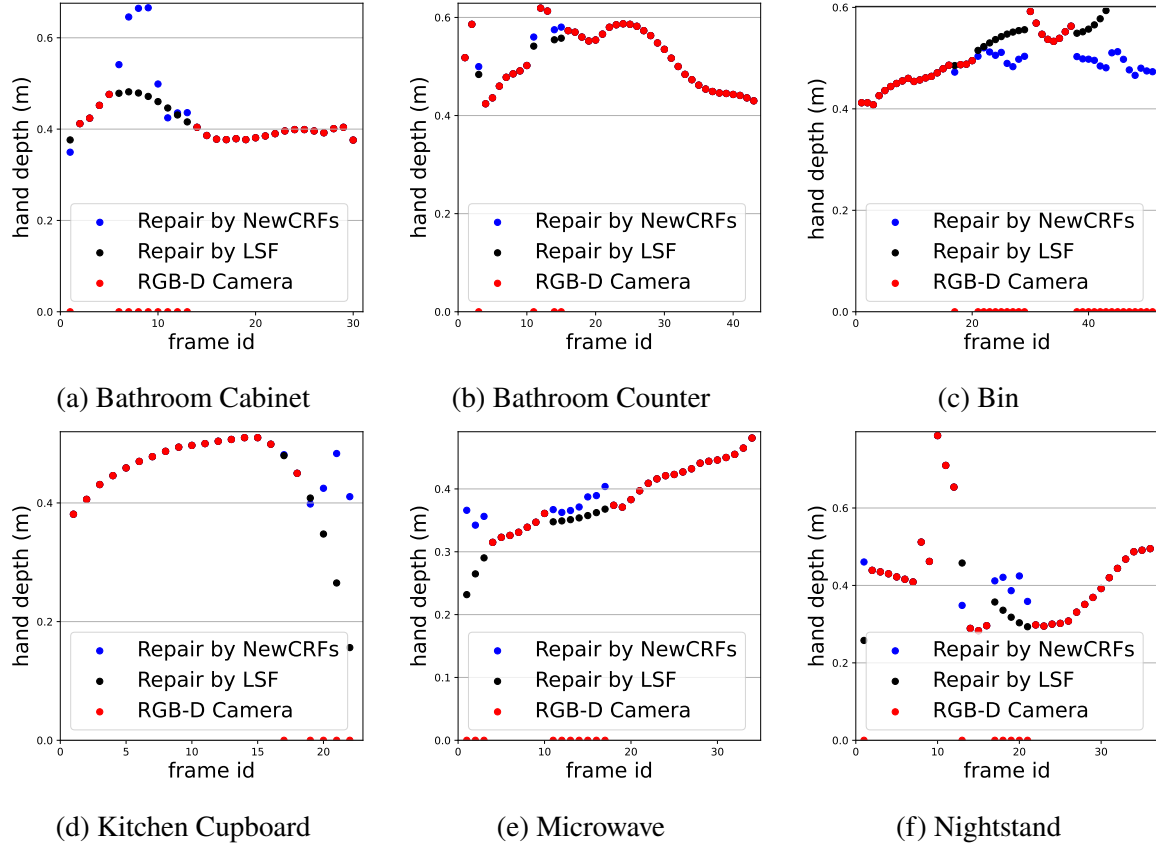 0.6
0.4
0.2
0.0
hand depth (m)
Repair by NewCRFs
Repair by LSF
RGB-D Camera
0
10
20
30
frame id
(a) Bathroom Cabinet
0.6
0.4
0.2
0.0
hand depth (m)
Repair by NewCRFs
Repair by LSF
RGB-D Camera
0
10
20
30
40
frame id
(b) Bathroom Counter
0.6
0.4
0.2
0.0
hand depth (m)
Repair by NewCRFs
Repair by LSF
RGB-D Camera
0
20
40
frame id
(c) Bin
0.4
0.2
0.0
hand depth (m)
Repair by NewCRFs
Repair by LSF
RGB-D Camera
0
5
10
15
20
frame id
(d) Kitchen Cupboard
0.4
0.3
0.2
0.1
0.0
hand depth (m)
Repair by NewCRFs
Repair by LSF
RGB-D Camera
0
10
20
30
frame id
(e) Microwave
0.6
0.4
0.2
0.0
hand depth (m)
Repair by NewCRFs
Repair by LSF
RGB-D Camera
0
10
20
30
frame id
(f) Nightstand